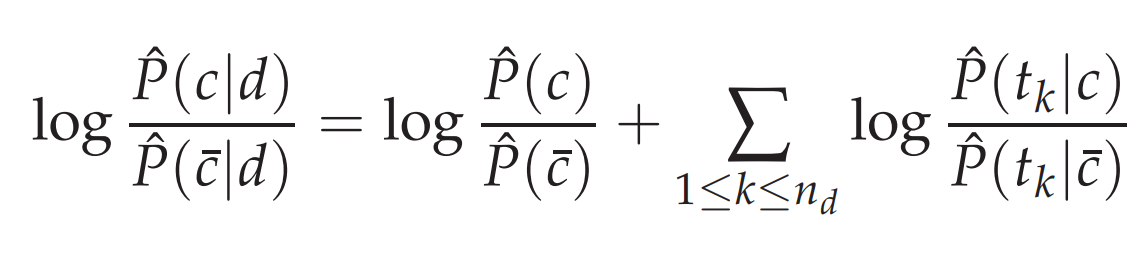 log P̂(c|d) / P̂(c̄|d) = log P̂(c) / P̂(c̄) + ∑_{1≤k≤n_d} log P̂(t_k|c) / P̂(t_k|c̄)